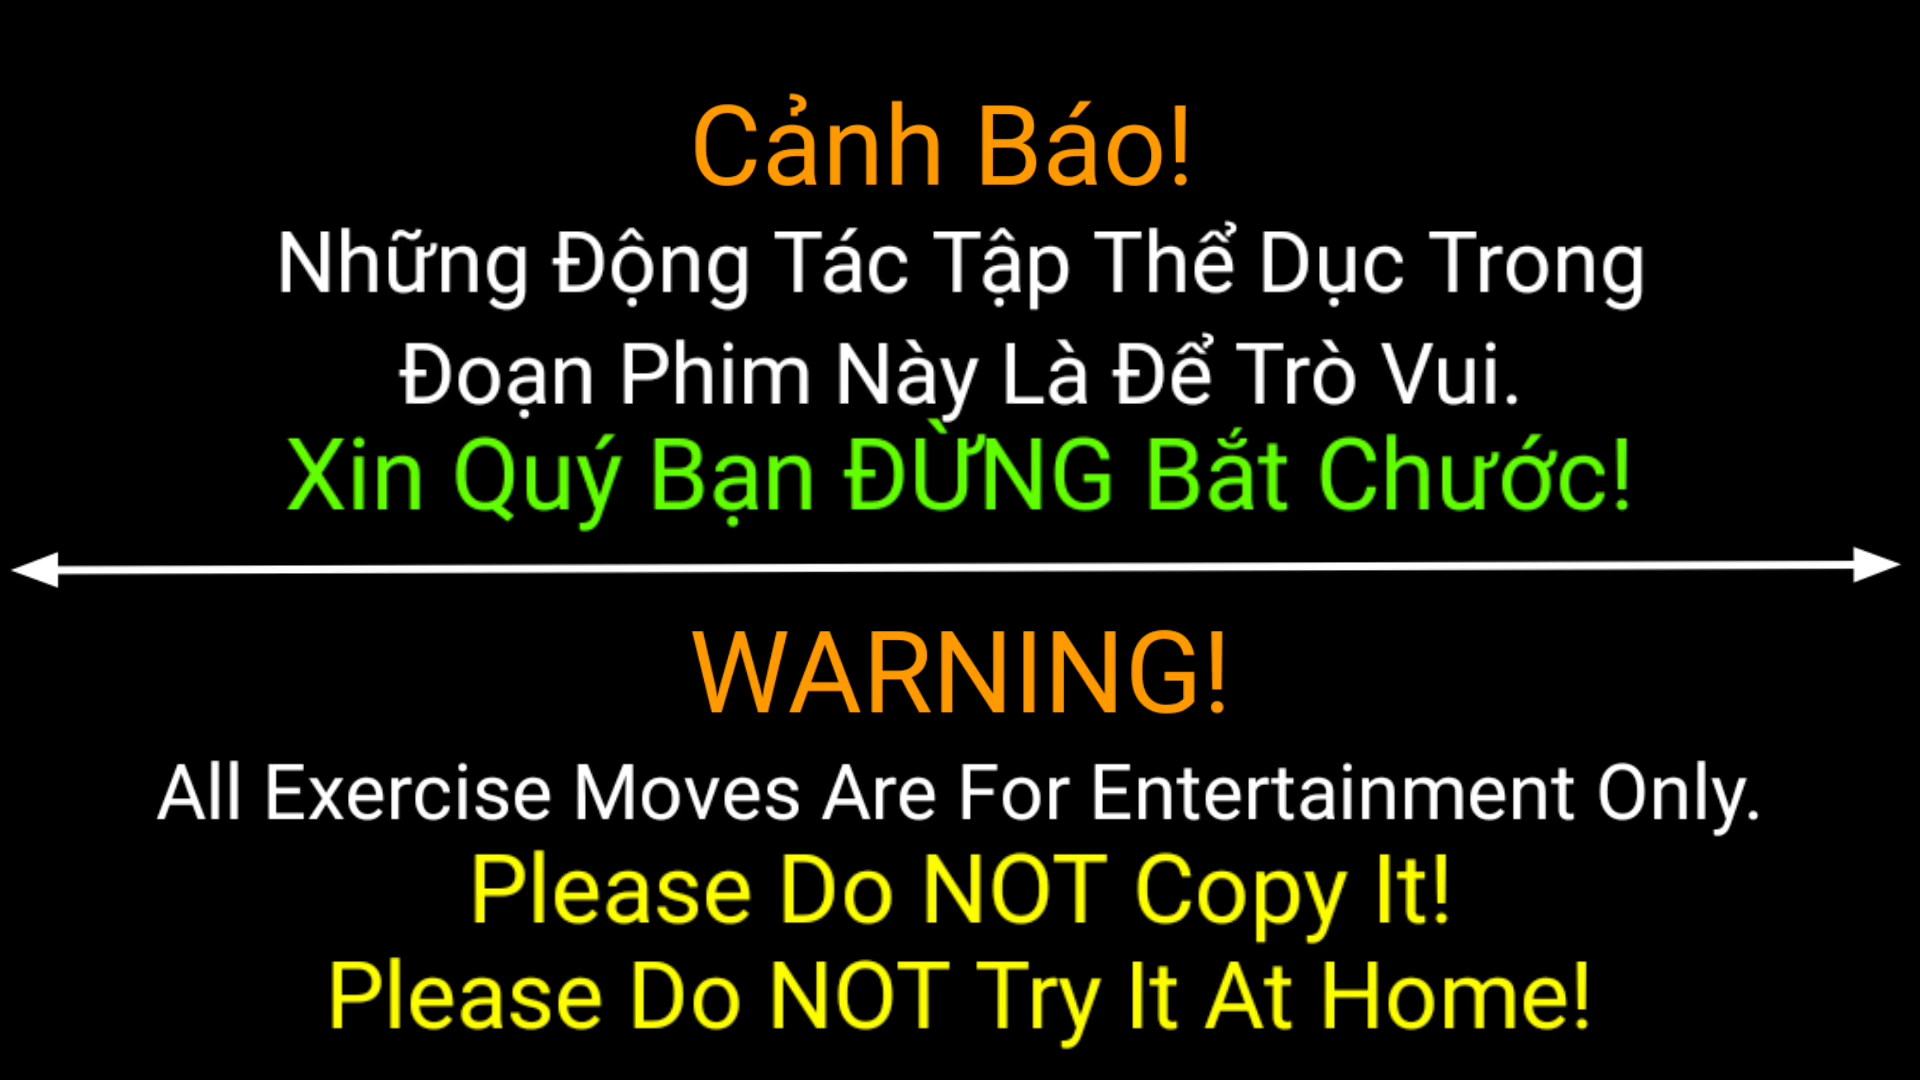 Cảnh Báo!
Những Động Tác Tập Thể Dục Trong
Đoạn Phim Này Là Để Trò Vui.
Xin Quý Bạn ĐỪNG Bắt Chước!
WARNING!
All Exercise Moves Are For Entertainment Only.
Please Do NOT Copy It!
Please Do NOT Try It At Home!